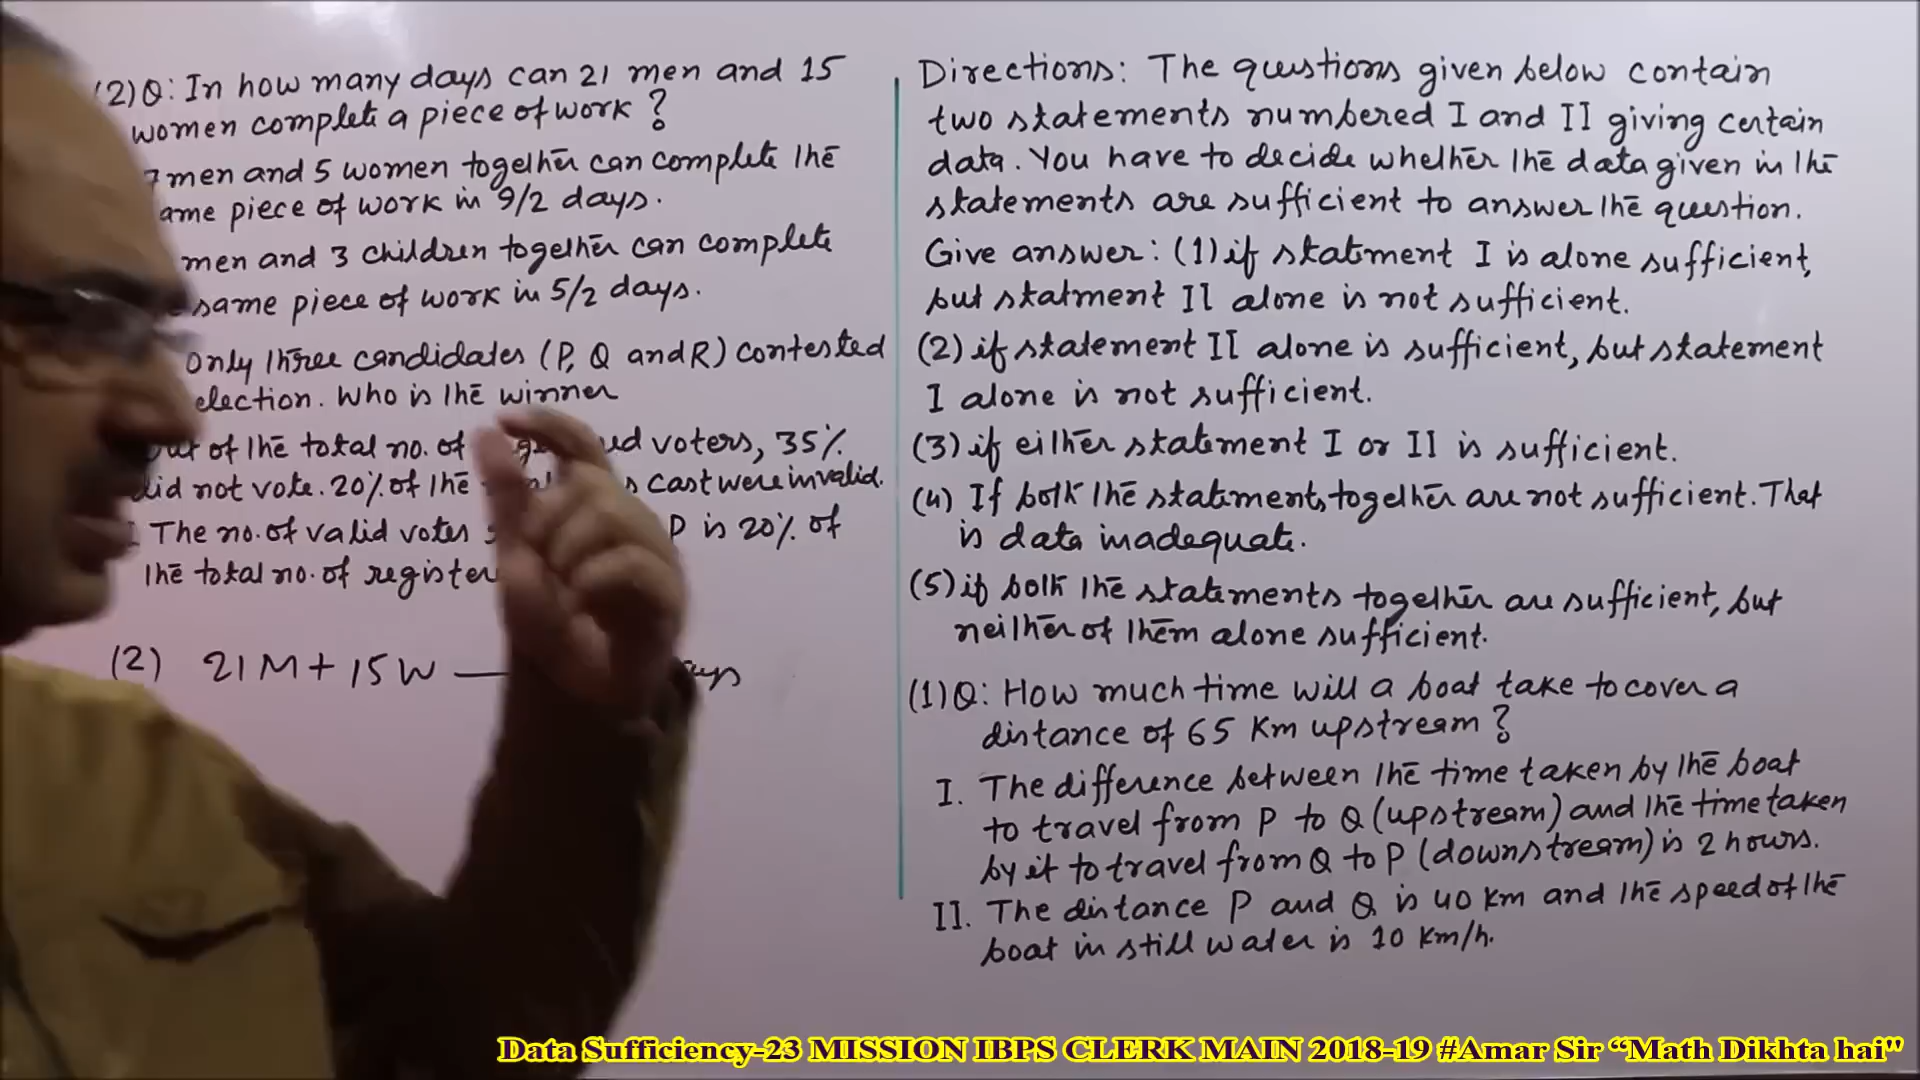 (2) Q: In how many days can 21 men and 15
women complete a piece of work?
men and 5 women together can complete the
ame piece of work in 9/2 days.
men and 3 children together can complete
same piece of work in 5/2 days.
Only three candidates (P, Q and R) contested
election. Who is the winner
of the total no. of voters, 35%
did not vote. 20% of the cast were invalid.
The no. of valid votes P is 20% of
the total no. of register
(2) 21M + 15W —
Directions: The questions given below contain
two statements numbered I and II giving certain
data. You have to decide whether the data given in the
statements are sufficient to answer the question.
Give answer: (1) if statement I is alone sufficient,
but statment II alone is not sufficient.
(2) if statement II alone is sufficient, but statement
I alone is not sufficient.
(3) if either statement I or II is sufficient.
(4) If both the statements together are not sufficient. That
is data inadequate.
(5) if both the statements together are sufficient, but
neither of them alone sufficient.
(1) Q: How much time will a boat take to cover a
distance of 65 Km upstream?
I. The difference between the time taken by the boat
to travel from P to Q (upstream) and the time taken
by it to travel from Q to P (downstream) is 2 hours.
II. The distance P and Q is 40 Km and the speed of the
boat in still water is 10 Km/h.
Data Sufficiency-23 MISSION IBPS CLERK MAIN 2018-19 #Amar Sir “Math Dikhta hai"